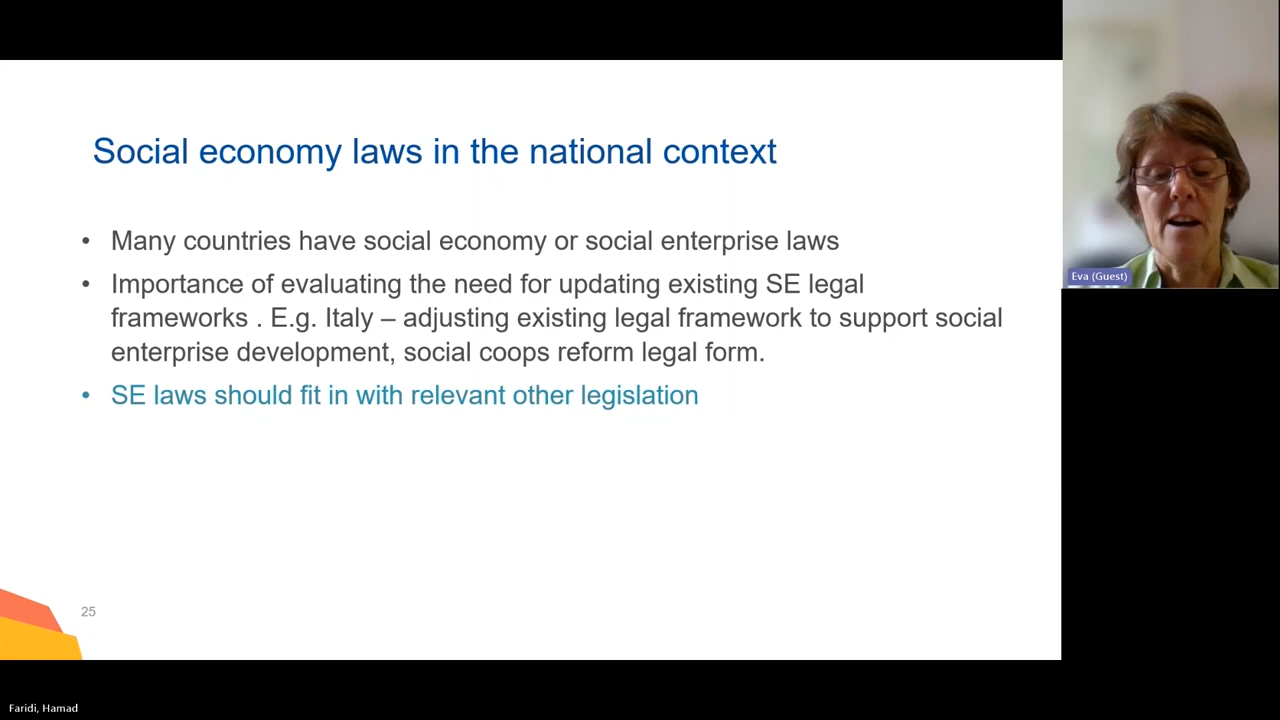 Social economy laws in the national context
• Many countries have social economy or social enterprise laws
• Importance of evaluating the need for updating existing SE legal
frameworks . E.g. Italy – adjusting existing legal framework to support social
enterprise development, social coops reform legal form.
• SE laws should fit in with relevant other legislation
25
Eva (Guest)
Faridi, Hamad